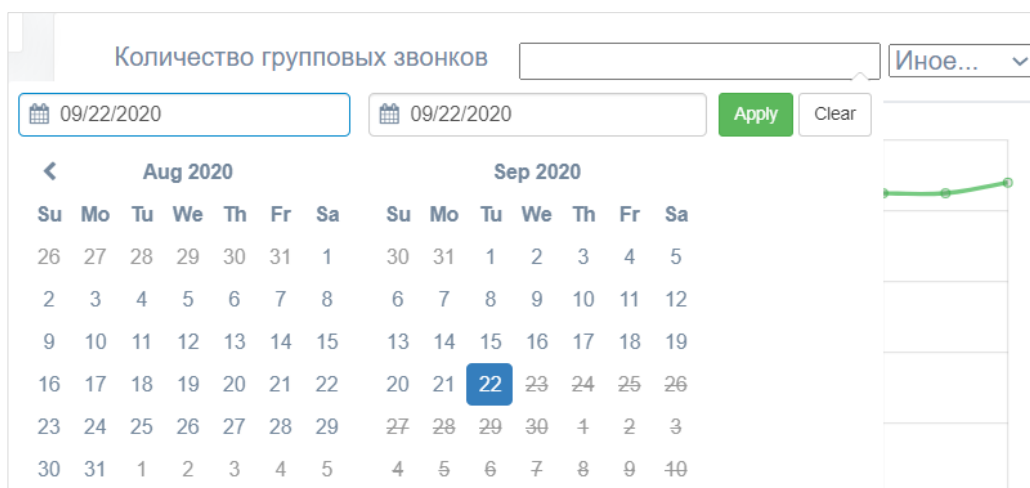 Количество групповых звонков Иное...
09/22/2020 09/22/2020 Apply Clear
Aug 2020 Sep 2020
Su Mo Tu We Th Fr Sa Su Mo Tu We Th Fr Sa
26 27 28 29 30 31 1 30 31 1 2 3 4 5
2 3 4 5 6 7 8 6 7 8 9 10 11 12
9 10 11 12 13 14 15 13 14 15 16 17 18 19
16 17 18 19 20 21 22 20 21 22 23 24 25 26
23 24 25 26 27 28 29 27 28 29 30 1 2 3
30 31 1 2 3 4 5 4 5 6 7 8 9 10